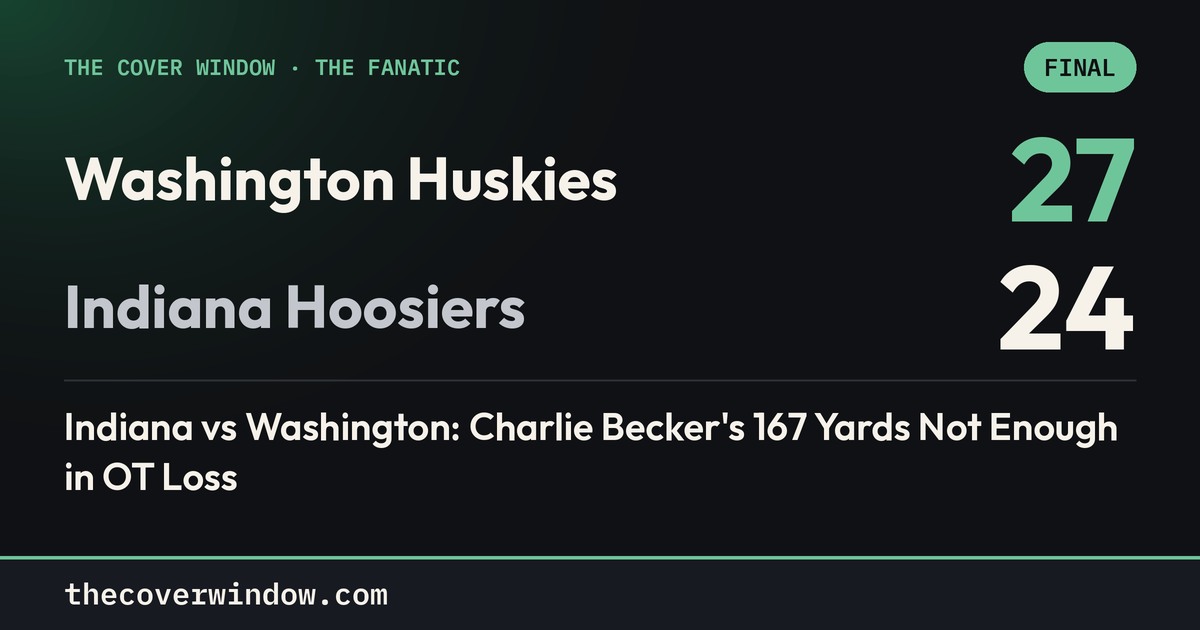 THE COVER WINDOW · THE FANATIC
FINAL
Washington Huskies 27
Indiana Hoosiers 24
Indiana vs Washington: Charlie Becker's 167 Yards Not Enough
in OT Loss
thecoverwindow.com